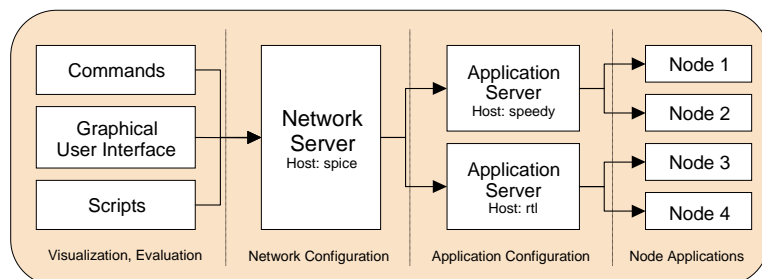 Commands
Graphical
User Interface
Scripts
Visualization, Evaluation
Network
Server
Host: spice
Network Configuration
Application
Server
Host: speedy
Application
Server
Host: rtl
Application Configuration
Node 1
Node 2
Node 3
Node 4
Node Applications